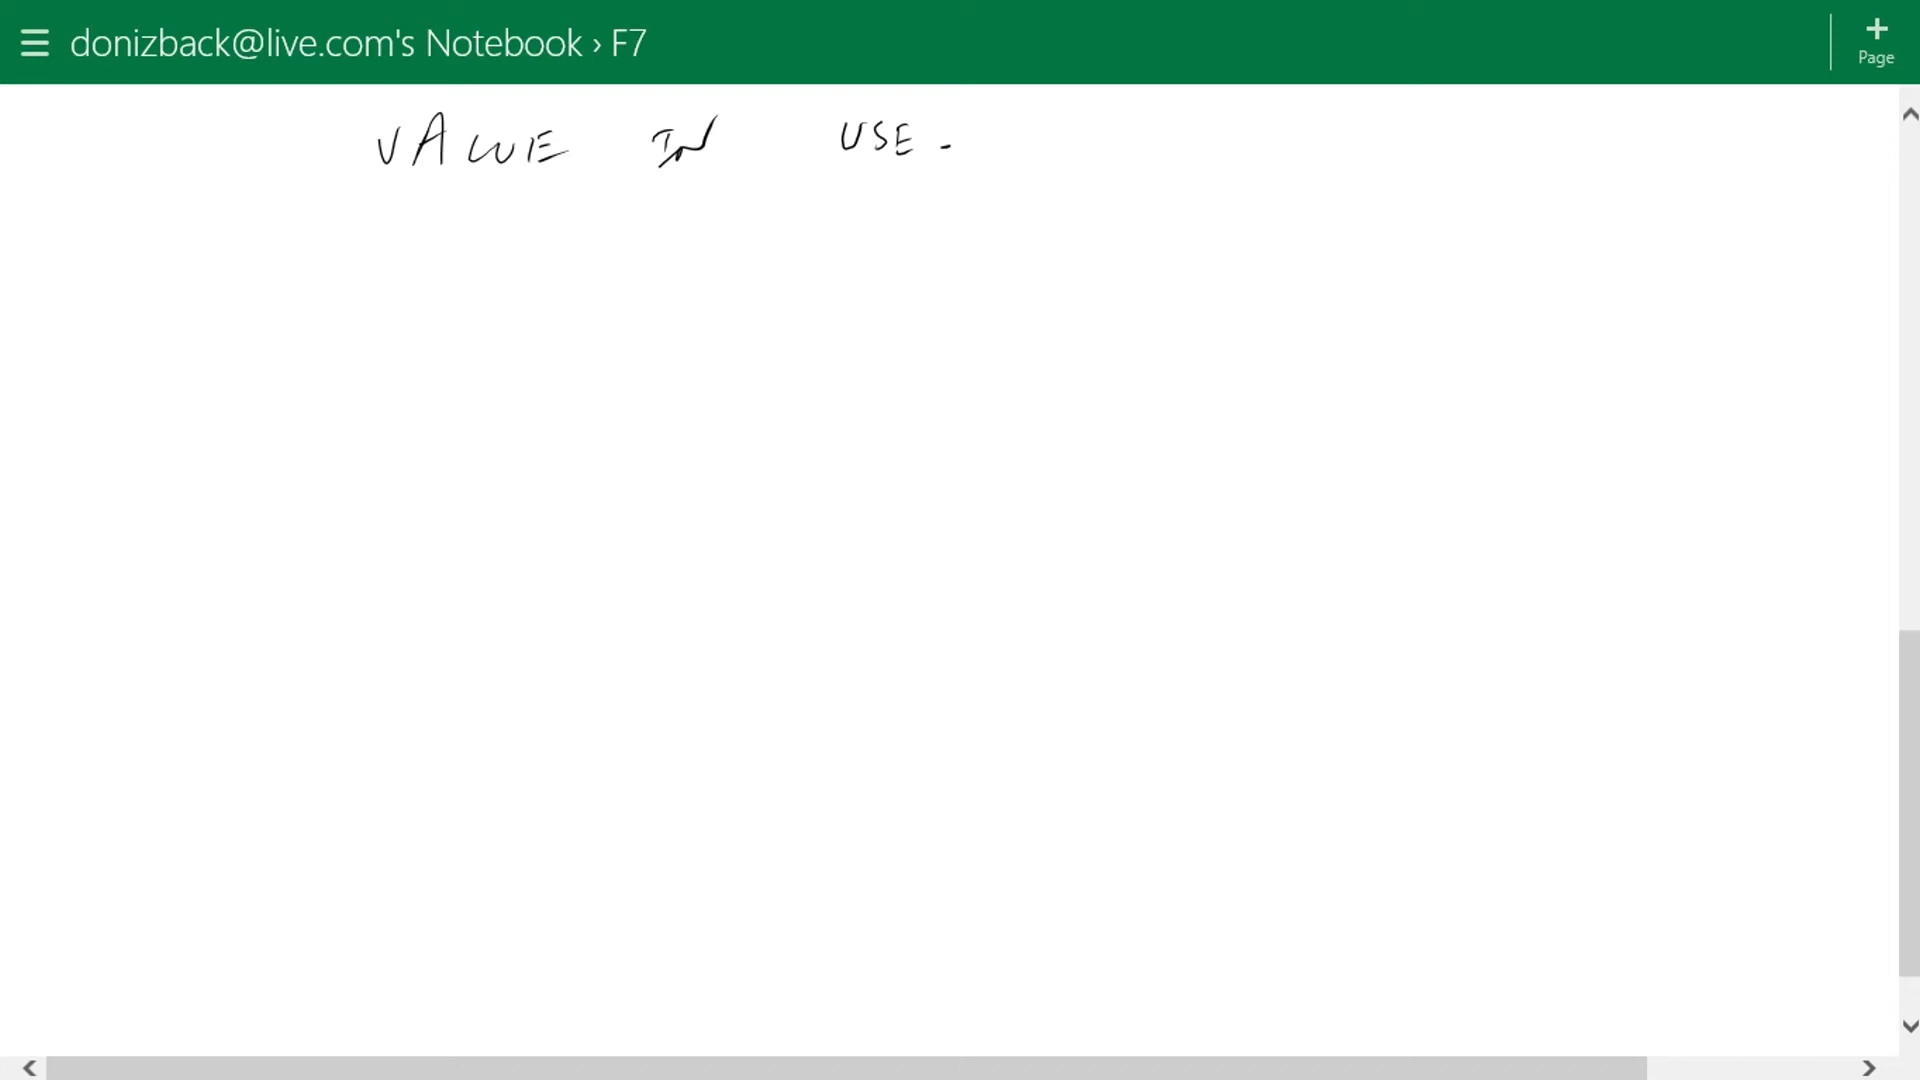 donizback@live.com's Notebook › F7
+
Page
VALUE IN USE.